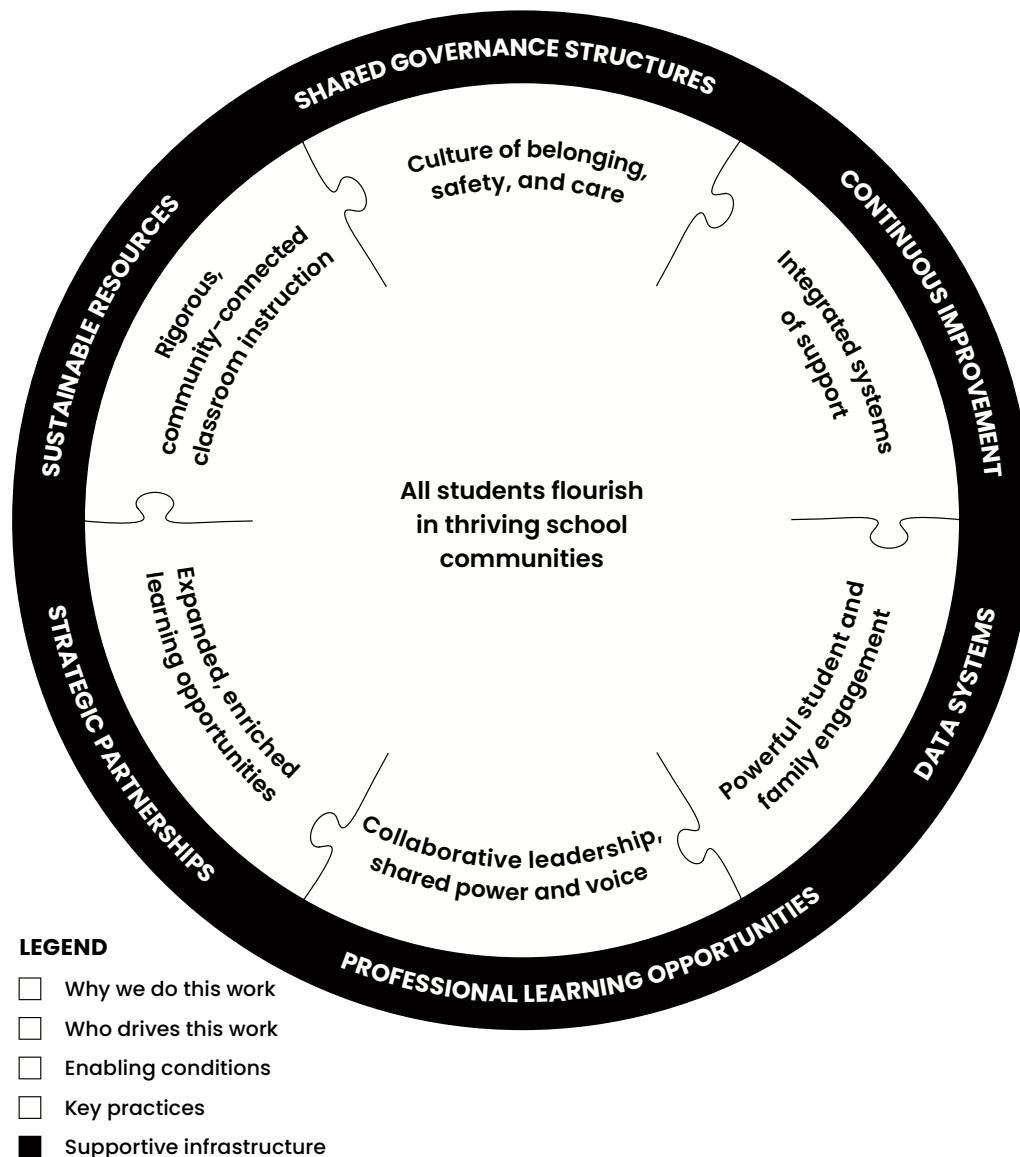 SHARED GOVERNANCE STRUCTURES
CONTINUOUS IMPROVEMENT
DATA SYSTEMS
PROFESSIONAL LEARNING OPPORTUNITIES
STRATEGIC PARTNERSHIPS
SUSTAINABLE RESOURCES
Culture of belonging,
safety, and care
Integrated systems
of support
Powerful student and
family engagement
Collaborative leadership,
shared power and voice
Expanded, enriched
learning opportunities
Rigorous,
community-connected
classroom instruction
All students flourish
in thriving school
communities
LEGEND
Why we do this work
Who drives this work
Enabling conditions
Key practices
Supportive infrastructure